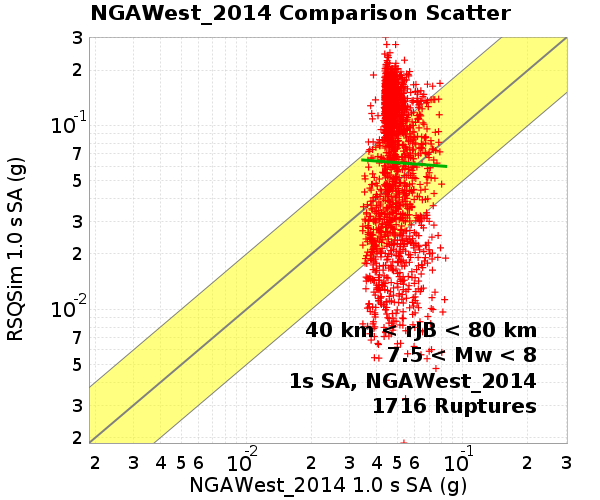 NGAWest_2014 Comparison Scatter
3
2
10⁻¹
7
5
3
2
10⁻²
7
5
3
2
RSQSim 1.0 s SA (g)
40 km < rJB < 80 km
7.5 < Mw < 8
1s SA, NGAWest_2014
1716 Ruptures
2 3 4 5 6 10⁻² 2 3 4 5 6 10⁻¹ 2 3
NGAWest_2014 1.0 s SA (g)